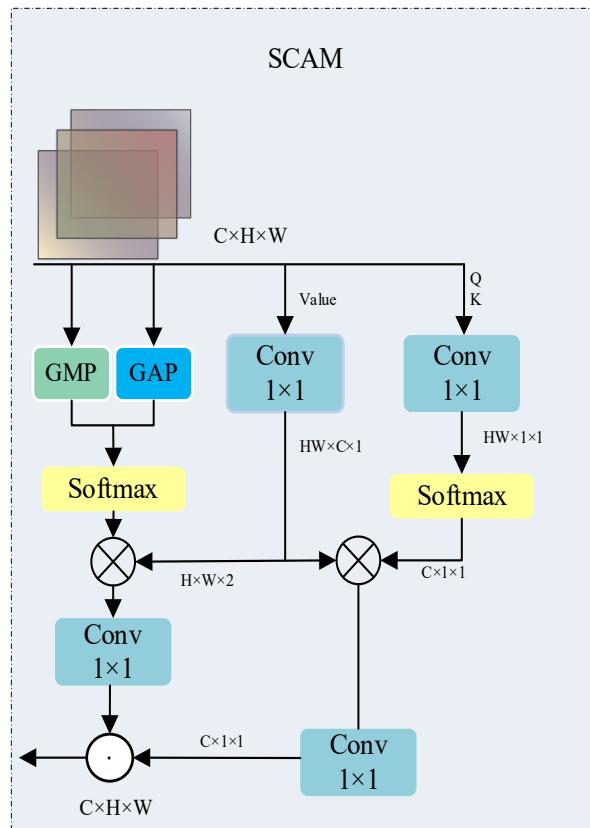 SCAM
C×H×W
Value
Q
K
GMP
GAP
Conv
1×1
Conv
1×1
HW×C×1
HW×1×1
Softmax
Softmax
H×W×2
C×1×1
Conv
1×1
C×1×1
Conv
1×1
·
C×H×W